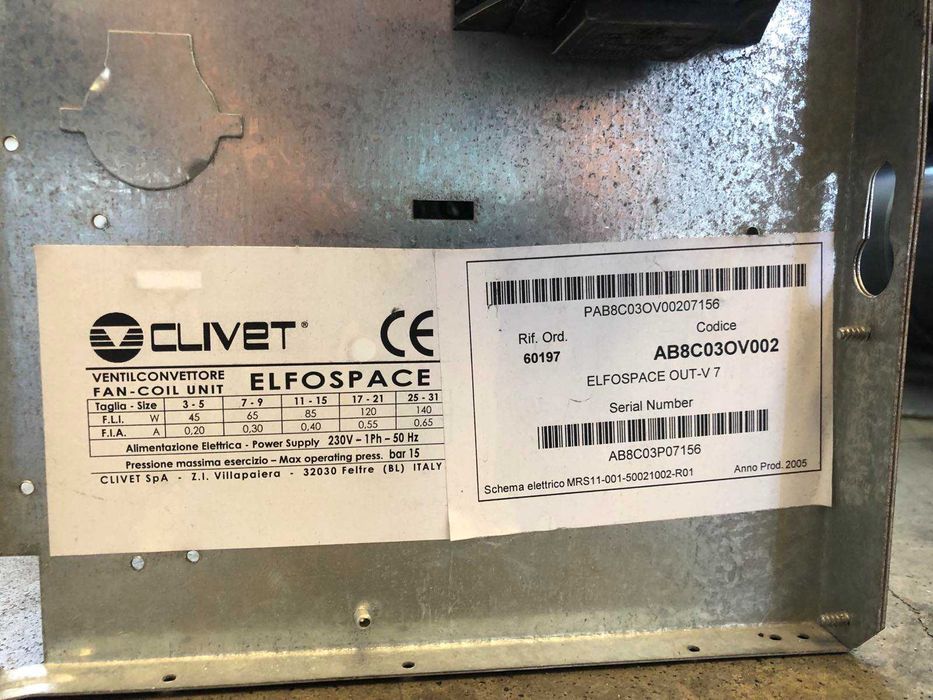 CLIVET®
CE
VENTILCONVETTORE
FAN-COIL UNIT ELFOSPACE
Taglia - Size 3 - 5 7 - 9 11 - 15 17 - 21 25 - 31
F.L.I. W 45 65 85 120 140
F.I.A. A 0,20 0,30 0,40 0,55 0,65
Alimentazione Elettrica - Power Supply 230V – 1Ph – 50 Hz
Pressione massima esercizio – Max operating press. bar 15
CLIVET SpA - Z.I. Villapalera - 32030 Feltre (BL) ITALY
PAB8C03OV00207156
Rif. Ord. Codice
60197 AB8C03OV002
ELFOSPACE OUT-V 7
Serial Number
AB8C03P07156
Schema elettrico MRS11-001-50021002-R01 Anno Prod. 2005